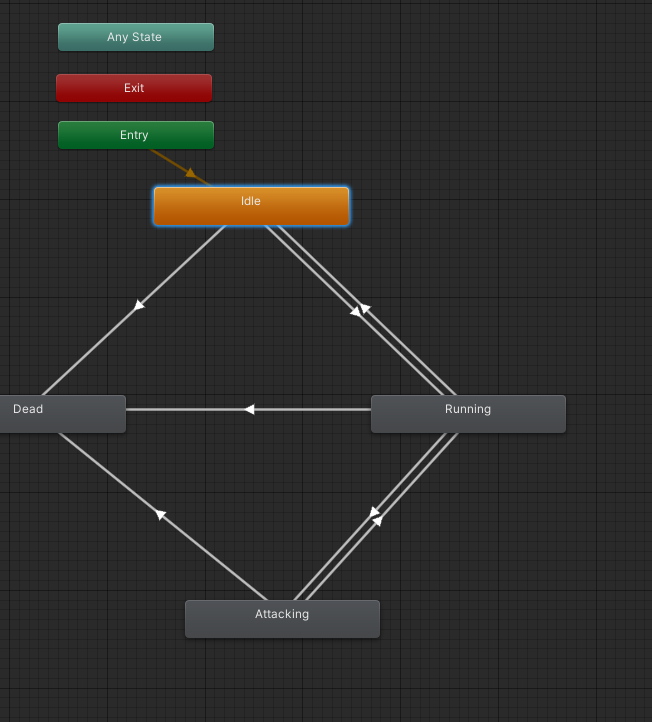 Any State
Exit
Entry
Idle
Dead
Running
Attacking